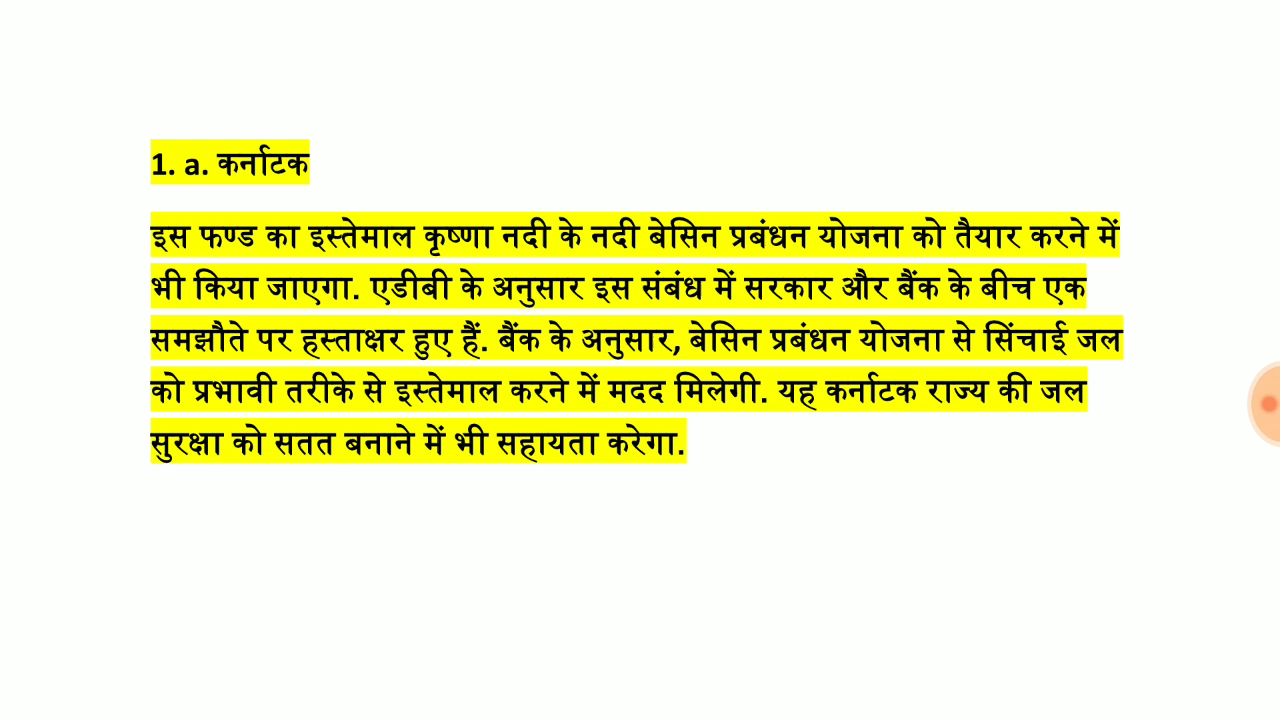 1. a. कर्नाटक
इस फण्ड का इस्तेमाल कृष्णा नदी के नदी बेसिन प्रबंधन योजना को तैयार करने में
भी किया जाएगा. एडीबी के अनुसार इस संबंध में सरकार और बैंक के बीच एक
समझौते पर हस्ताक्षर हुए हैं. बैंक के अनुसार, बेसिन प्रबंधन योजना से सिंचाई जल
को प्रभावी तरीके से इस्तेमाल करने में मदद मिलेगी. यह कर्नाटक राज्य की जल
सुरक्षा को सतत बनाने में भी सहायता करेगा.